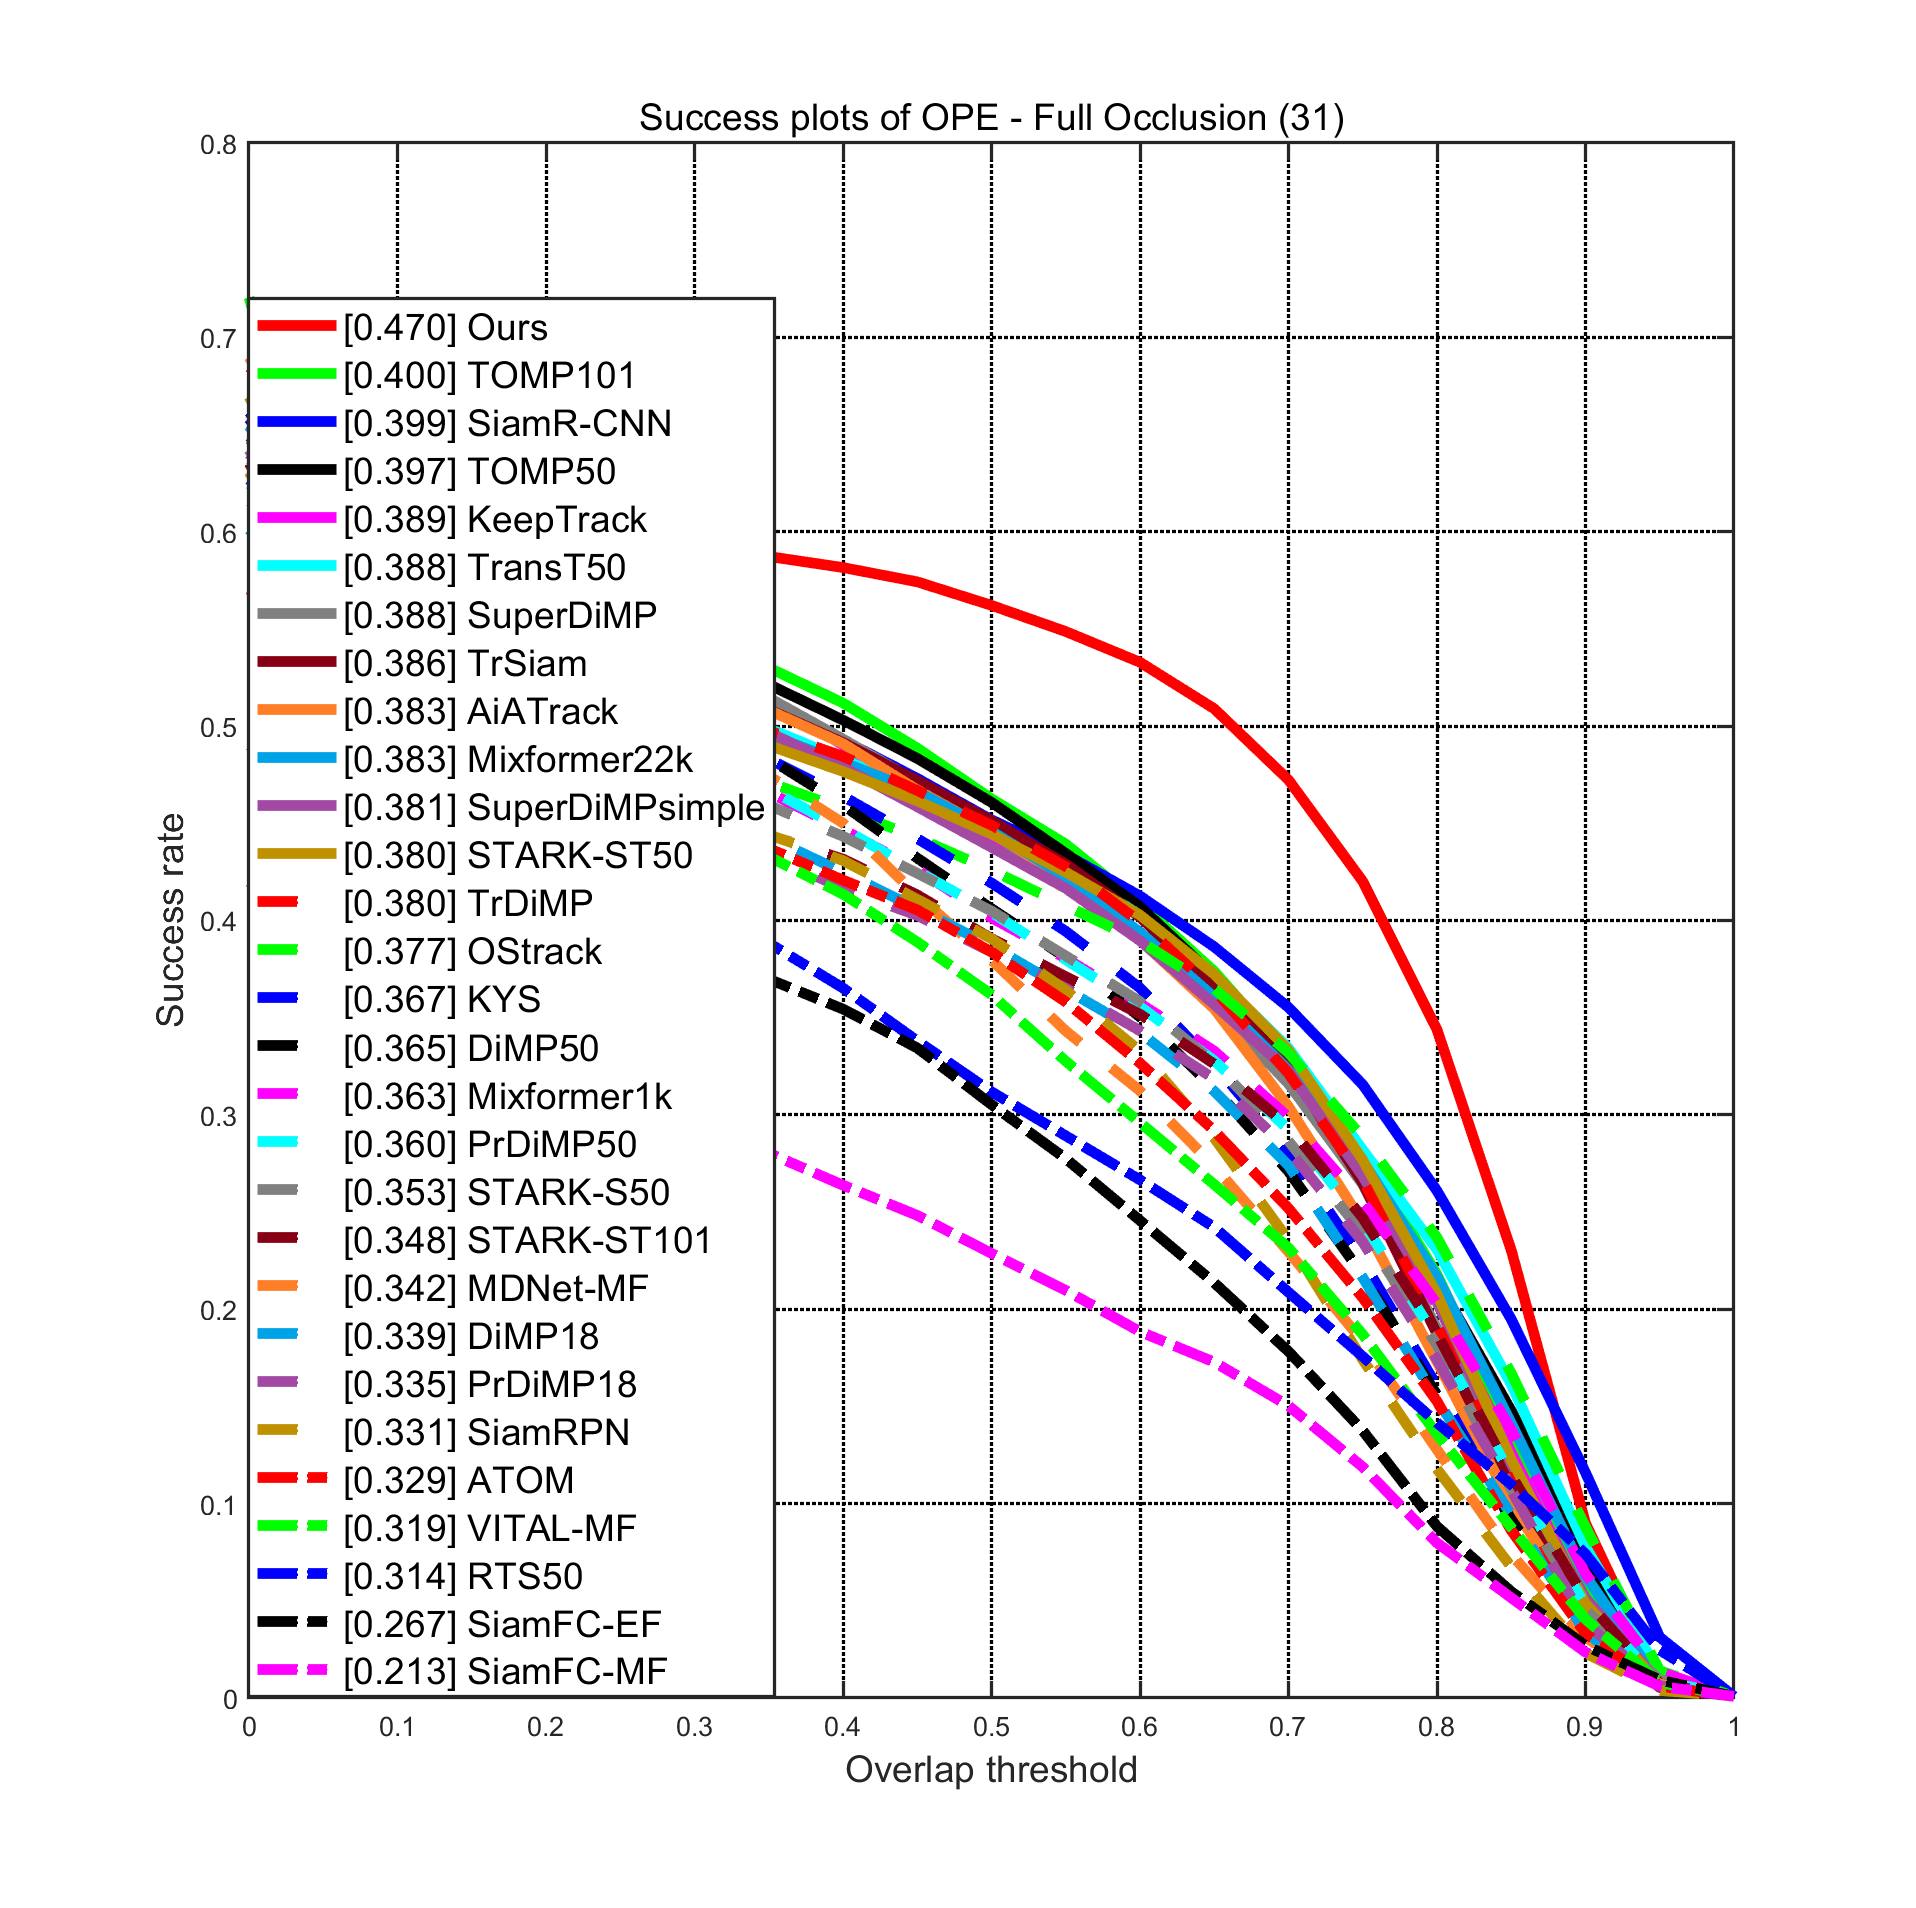 Success plots of OPE - Full Occlusion (31)
0.8
0.7
0.6
0.5
0.4
0.3
0.2
0.1
0
Success rate
[0.470] Ours
[0.400] TOMP101
[0.399] SiamR-CNN
[0.397] TOMP50
[0.389] KeepTrack
[0.388] TransT50
[0.388] SuperDiMP
[0.386] TrSiam
[0.383] AiATrack
[0.383] Mixformer22k
[0.381] SuperDiMPsimple
[0.380] STARK-ST50
[0.380] TrDiMP
[0.377] OStrack
[0.367] KYS
[0.365] DiMP50
[0.363] Mixformer1k
[0.360] PrDiMP50
[0.353] STARK-S50
[0.348] STARK-ST101
[0.342] MDNet-MF
[0.339] DiMP18
[0.335] PrDiMP18
[0.331] SiamRPN
[0.329] ATOM
[0.319] VITAL-MF
[0.314] RTS50
[0.267] SiamFC-EF
[0.213] SiamFC-MF
0 0.1 0.2 0.3 0.4 0.5 0.6 0.7 0.8 0.9 1
Overlap threshold